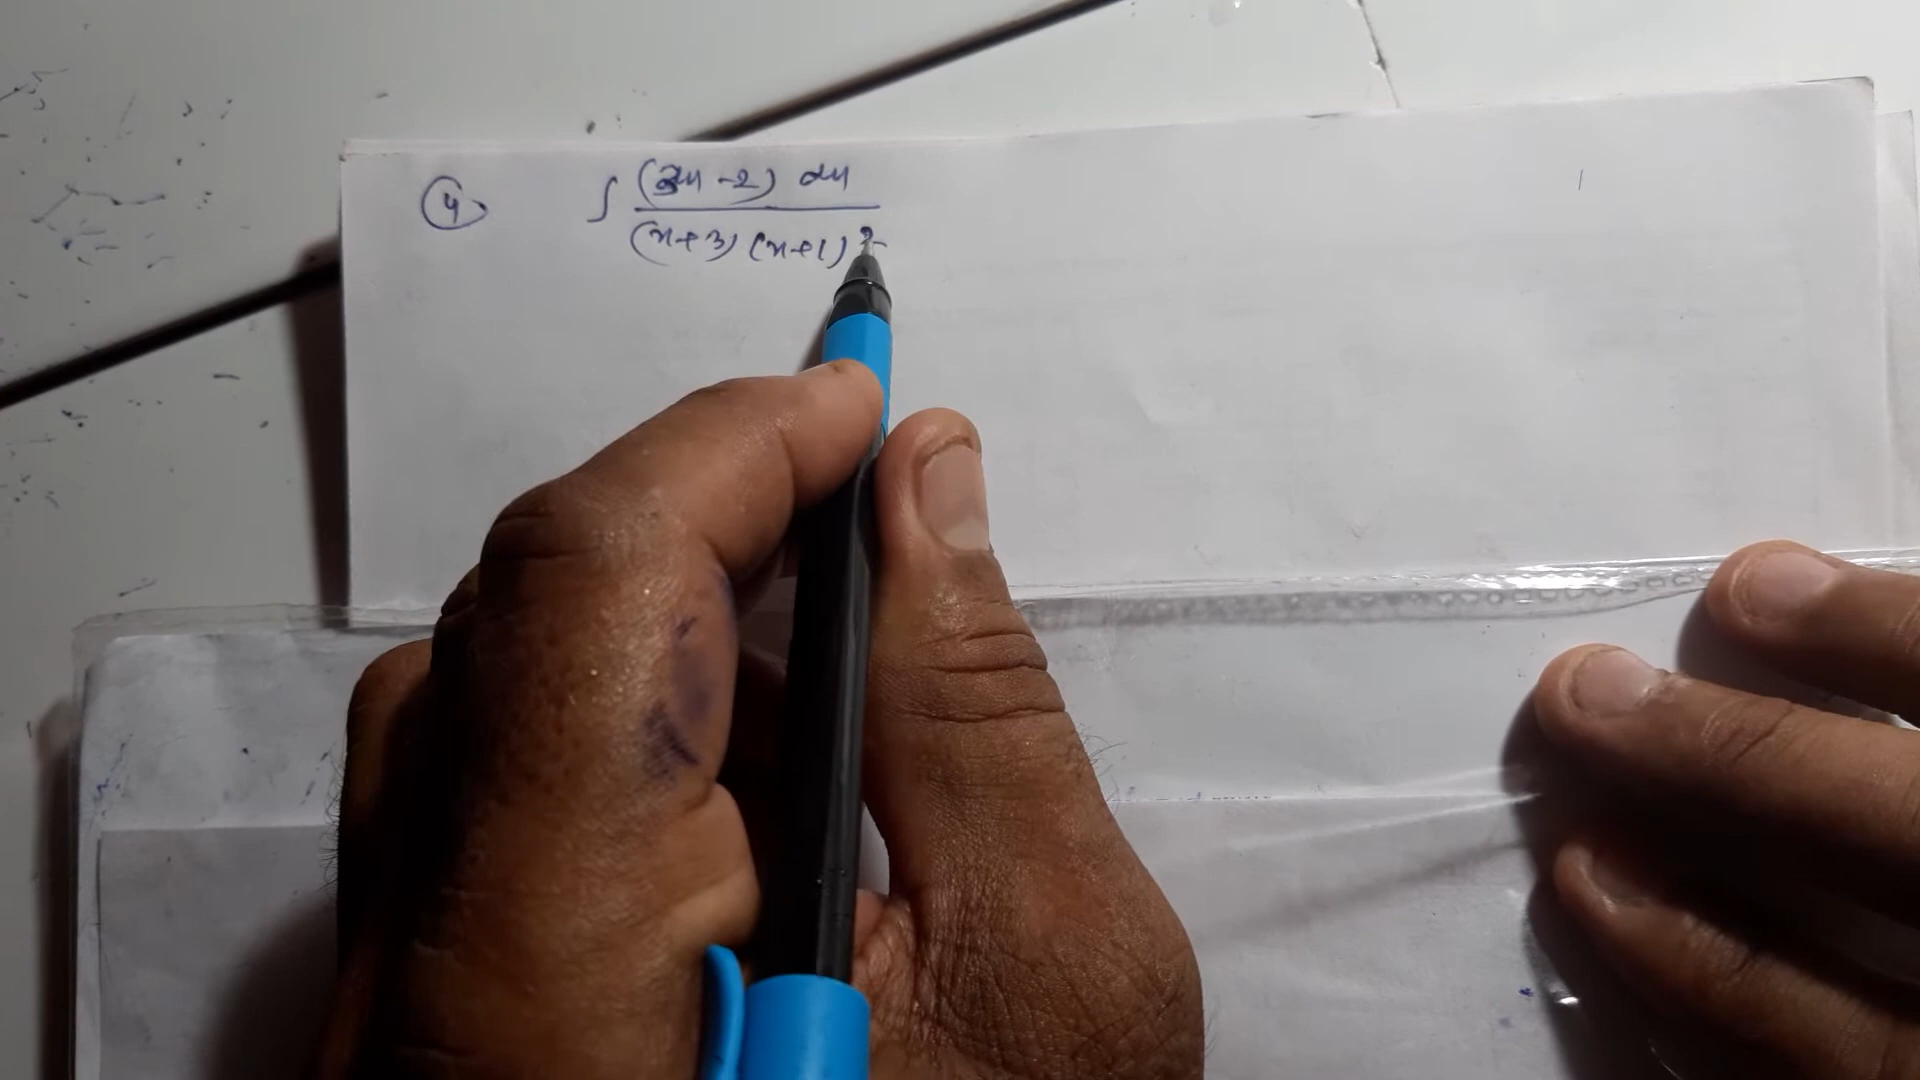 (4) ∫ (3x-2) dx
(x+3) (x+1)²